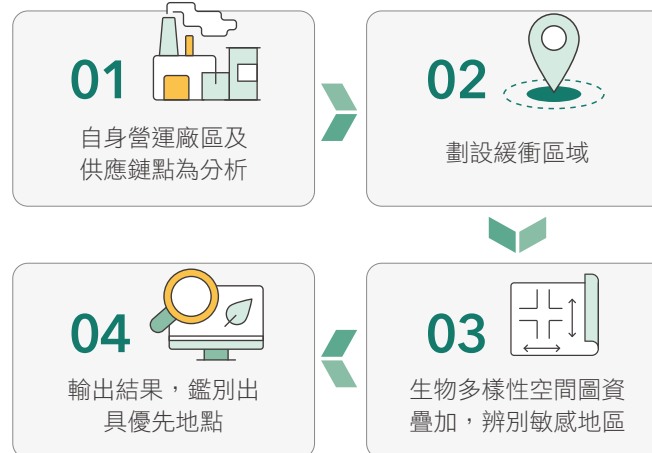 01
自身營運廠區及
供應鏈點為分析
02
劃設緩衝區域
03
生物多樣性空間圖資
疊加，辨別敏感地區
04
輸出結果，鑑別出
具優先地點